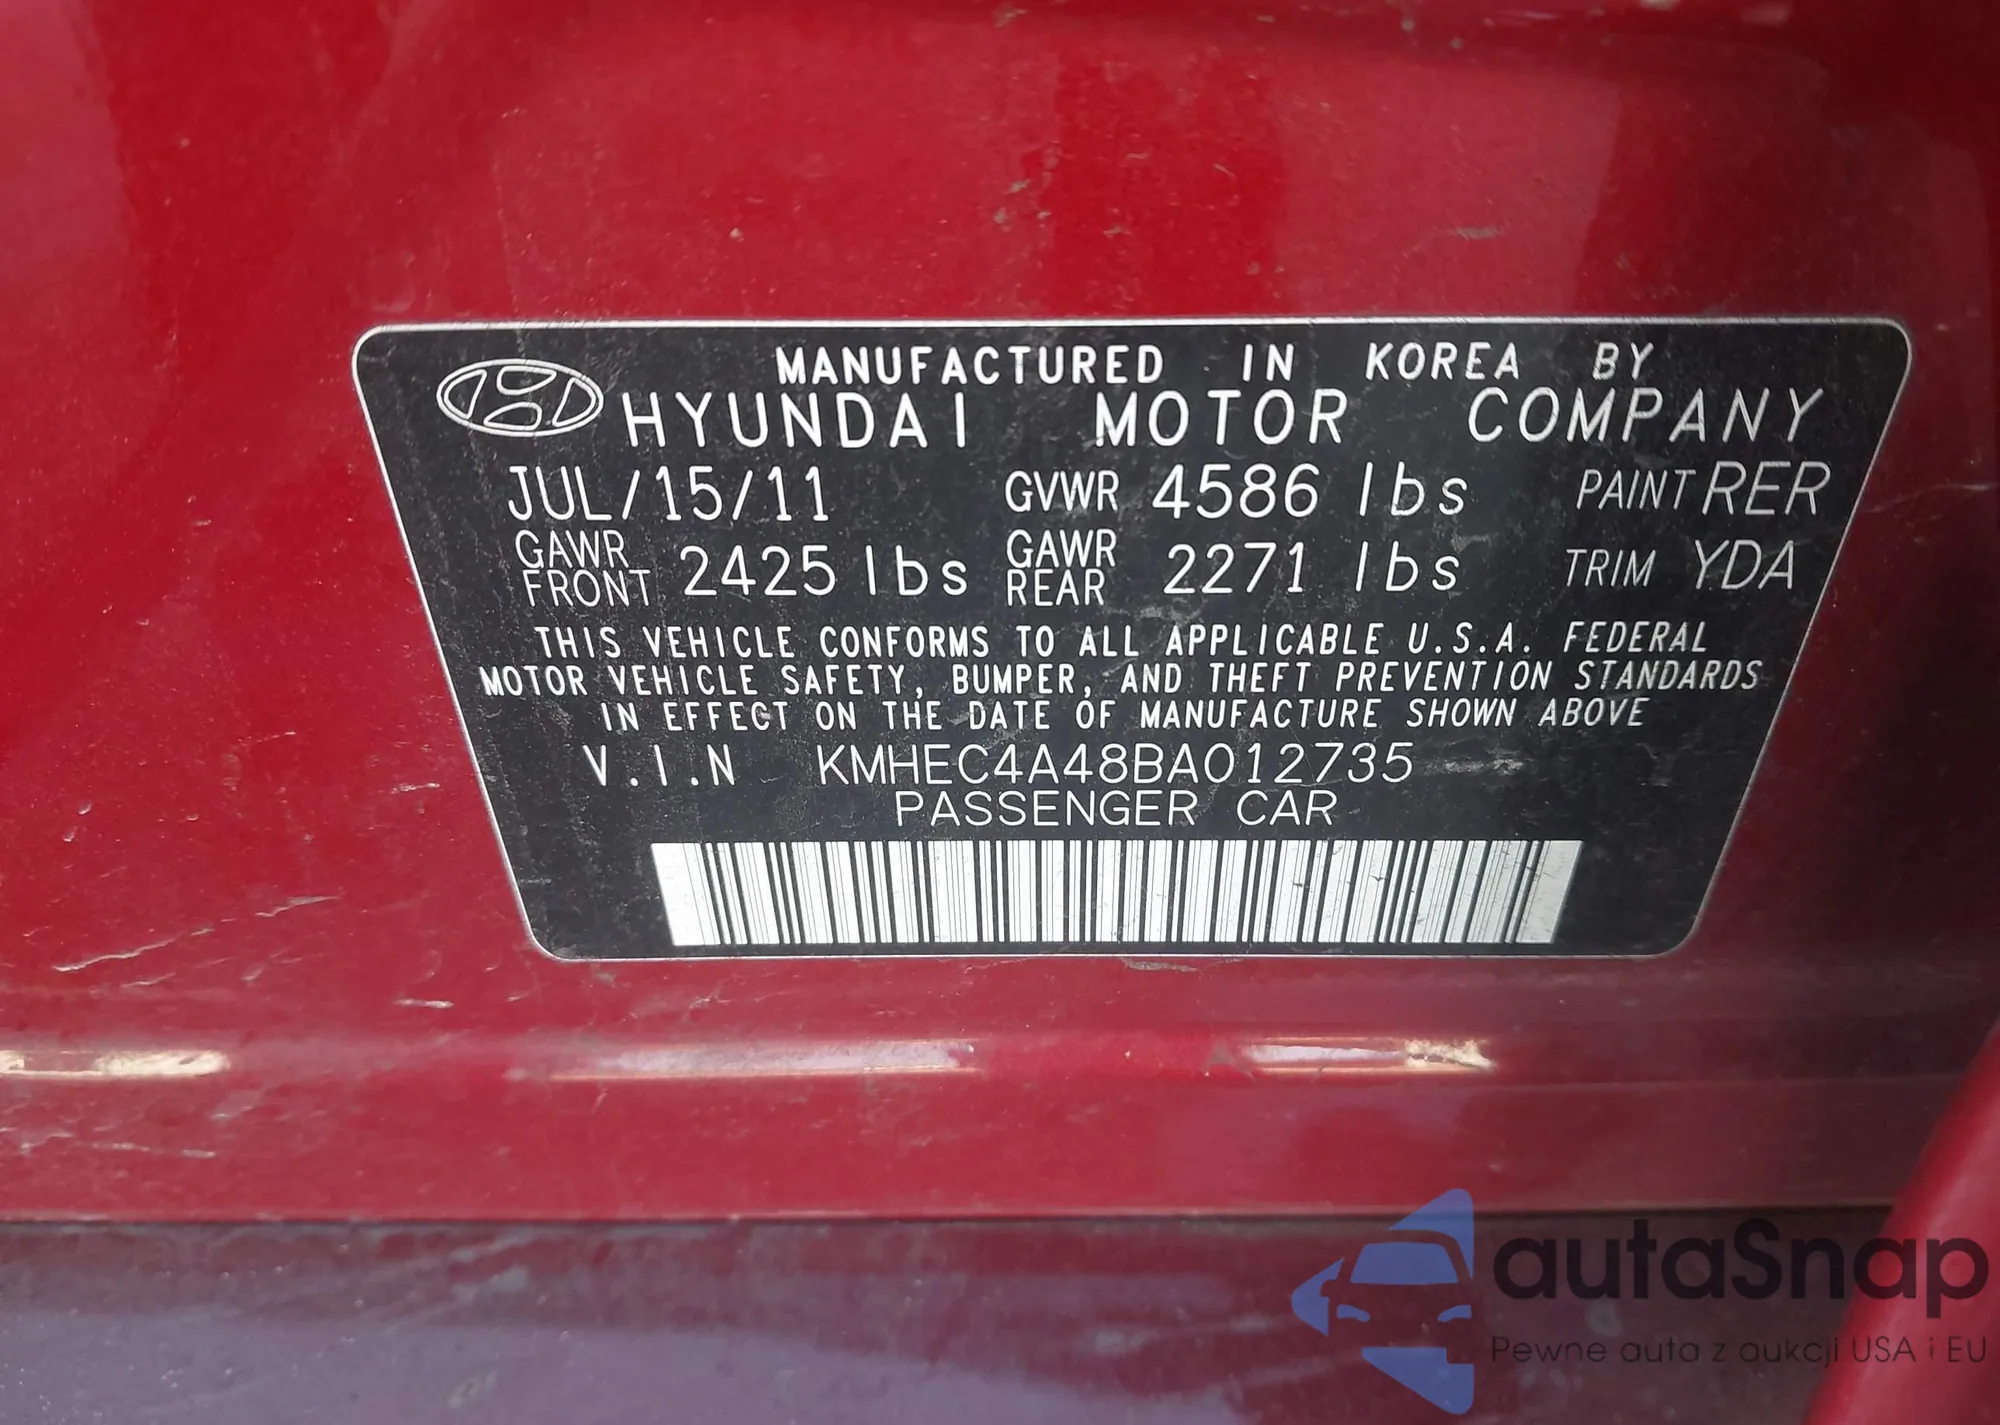 MANUFACTURED IN KOREA BY
HYUNDAI MOTOR COMPANY
JUL/15/11 GVWR 4586 lbs PAINT RER
GAWR FRONT 2425 lbs GAWR REAR 2271 lbs TRIM YDA
THIS VEHICLE CONFORMS TO ALL APPLICABLE U.S.A. FEDERAL
MOTOR VEHICLE SAFETY, BUMPER, AND THEFT PREVENTION STANDARDS
IN EFFECT ON THE DATE OF MANUFACTURE SHOWN ABOVE
V.I.N KMHEC4A48BA012735
PASSENGER CAR
autaSnap
Pewne auta z aukcji USA i EU